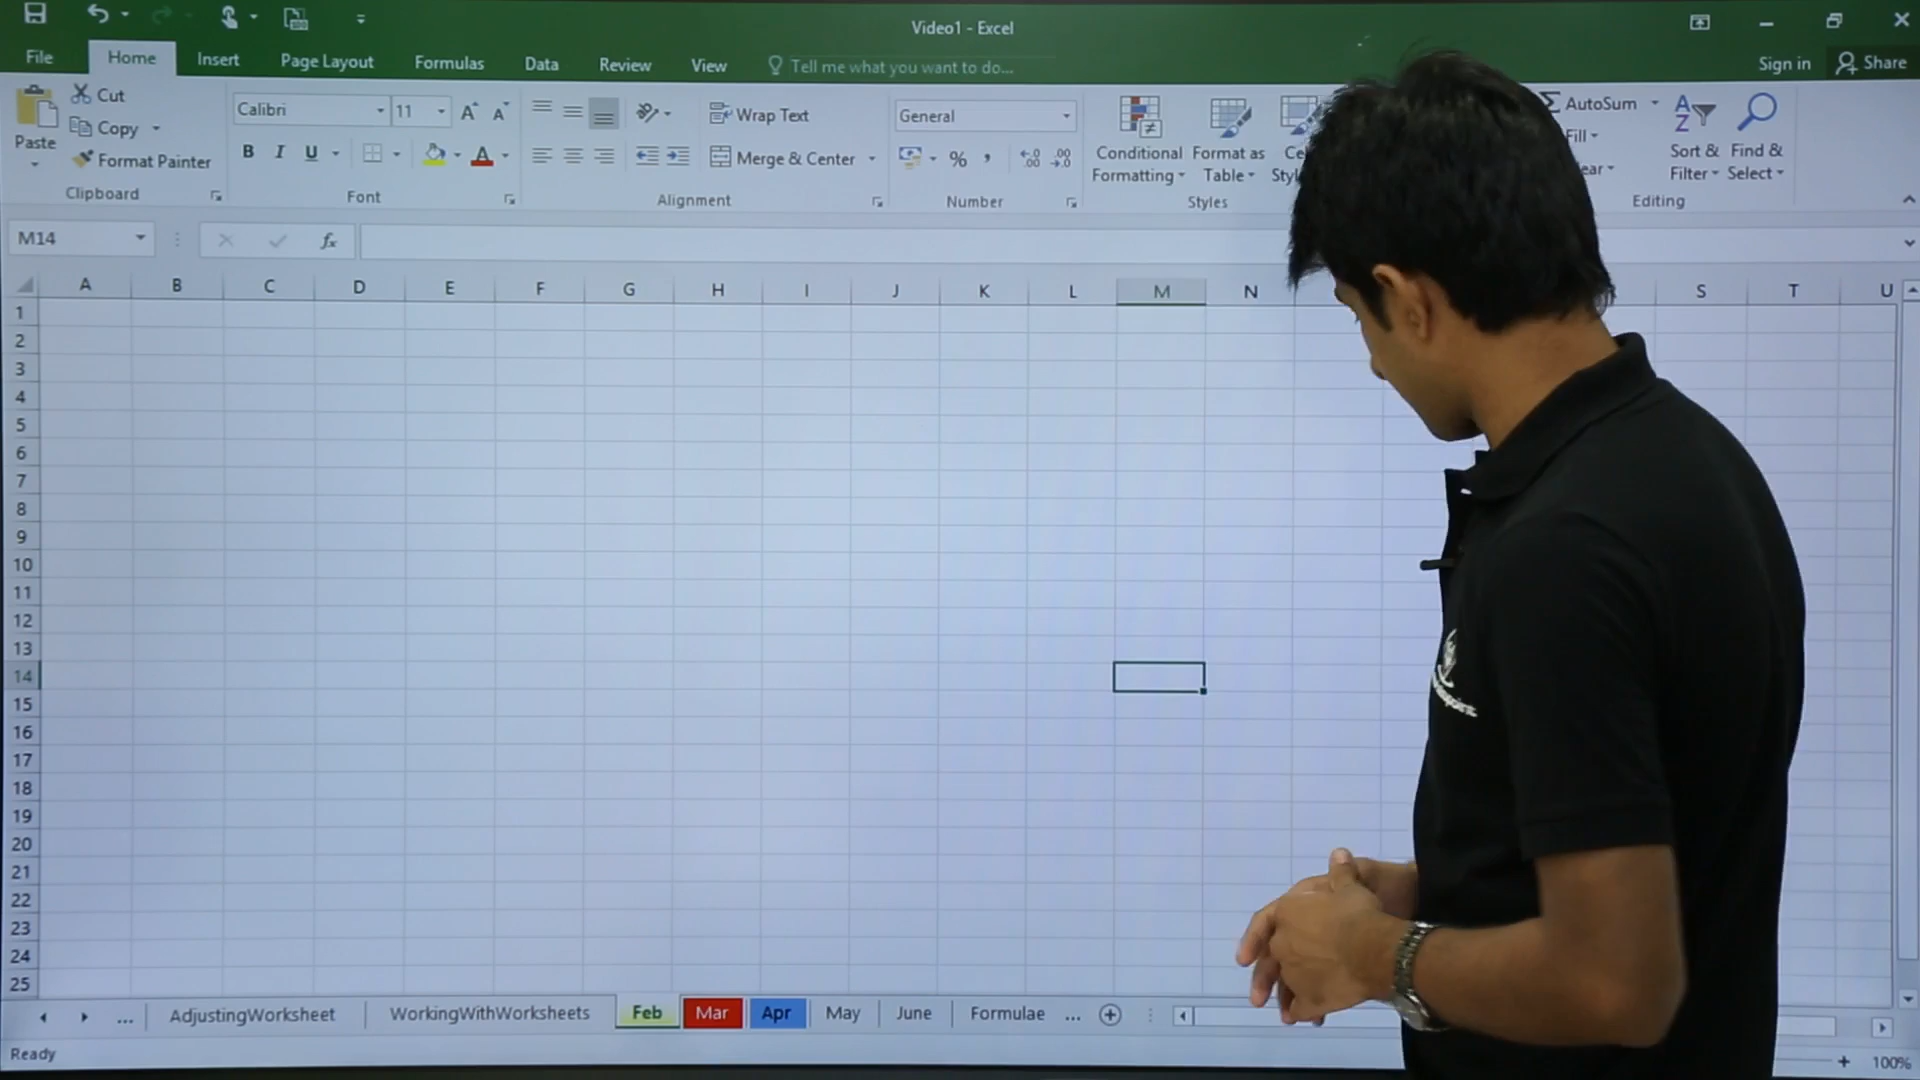 Video1 - Excel
File Home Insert Page Layout Formulas Data Review View Tell me what you want to do... Sign in Share
Paste Cut
Copy
Format Painter
Clipboard
Calibri 11
B I U
Font
Wrap Text
Merge & Center
Alignment
General
% ,
Number
Conditional Formatting
Format as Table
Styles
AutoSum
Fill
Sort & Filter
Find & Select
Editing
M14 fx
A B C D E F G H I J K L M N S T U
1
2
3
4
5
6
7
8
9
10
11
12
13
14
15
16
17
18
19
20
21
22
23
24
25
... AdjustingWorksheet WorkingWithWorksheets Feb Mar Apr May June Formulae ...
Ready 100%